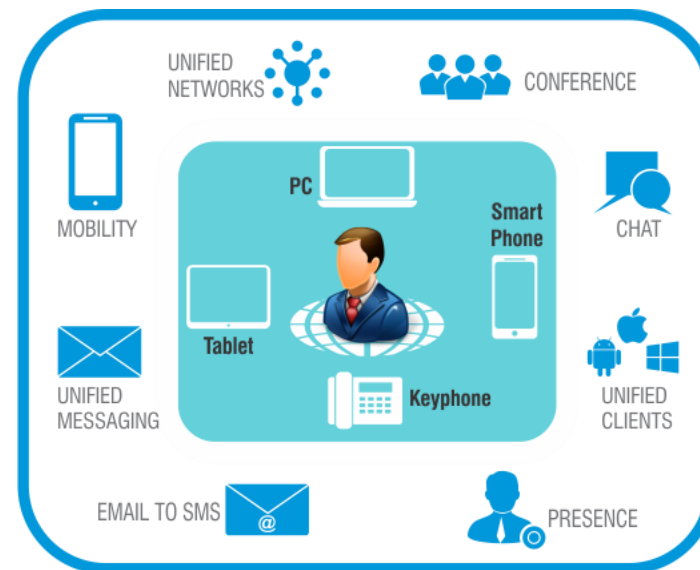 UNIFIED
NETWORKS
CONFERENCE
MOBILITY
PC
Smart
Phone
CHAT
Tablet
Keyphone
UNIFIED
MESSAGING
UNIFIED
CLIENTS
EMAIL TO SMS
@
PRESENCE